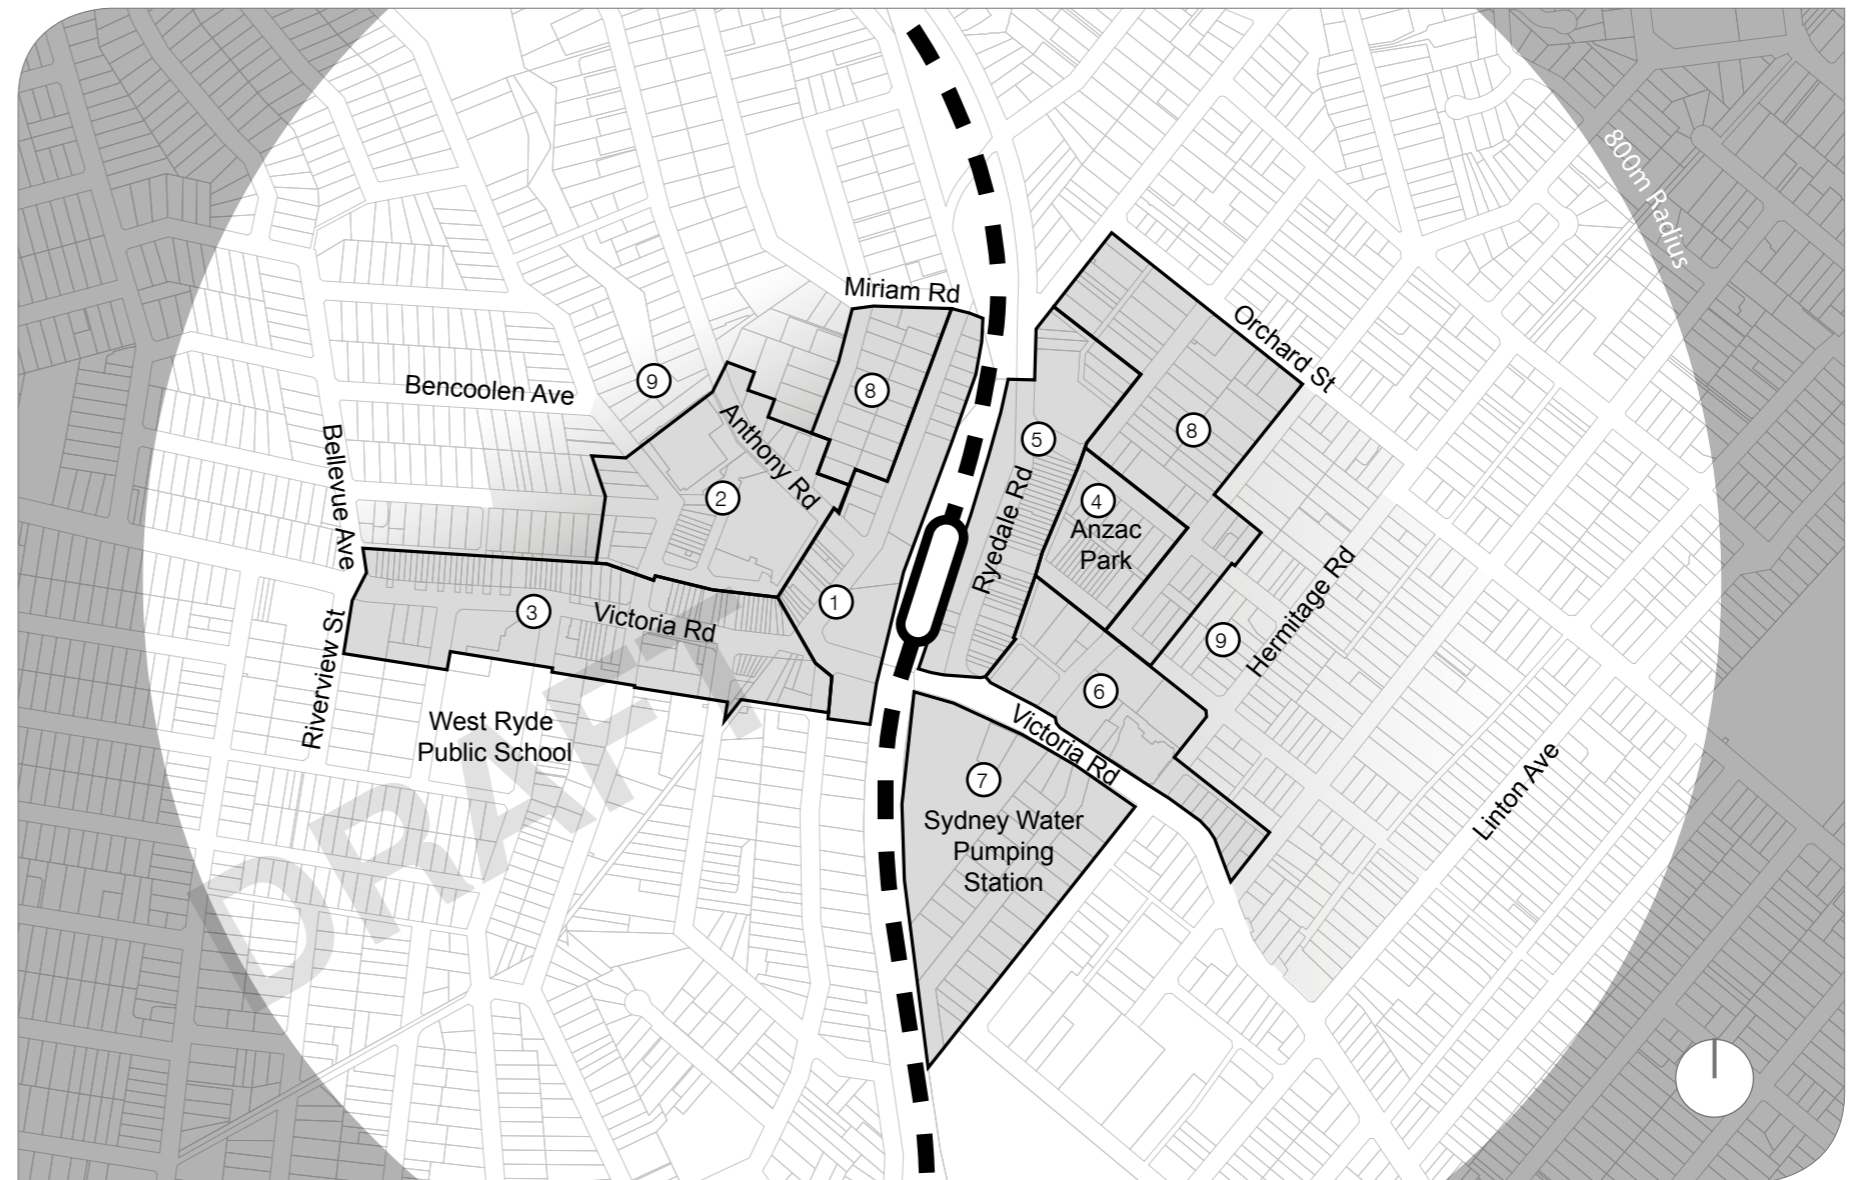 800m Radius
Miriam Rd
Orchard St
Bencoolen Ave
9
8
Anthony Rd
5
8
Bellevue Ave
2
Ryedale Rd
4
Anzac
Park
Hermitage Rd
3
Victoria Rd
1
9
Riverview St
6
West Ryde
Public School
Victoria Rd
7
Sydney Water
Pumping
Station
Linton Ave
DRAFT